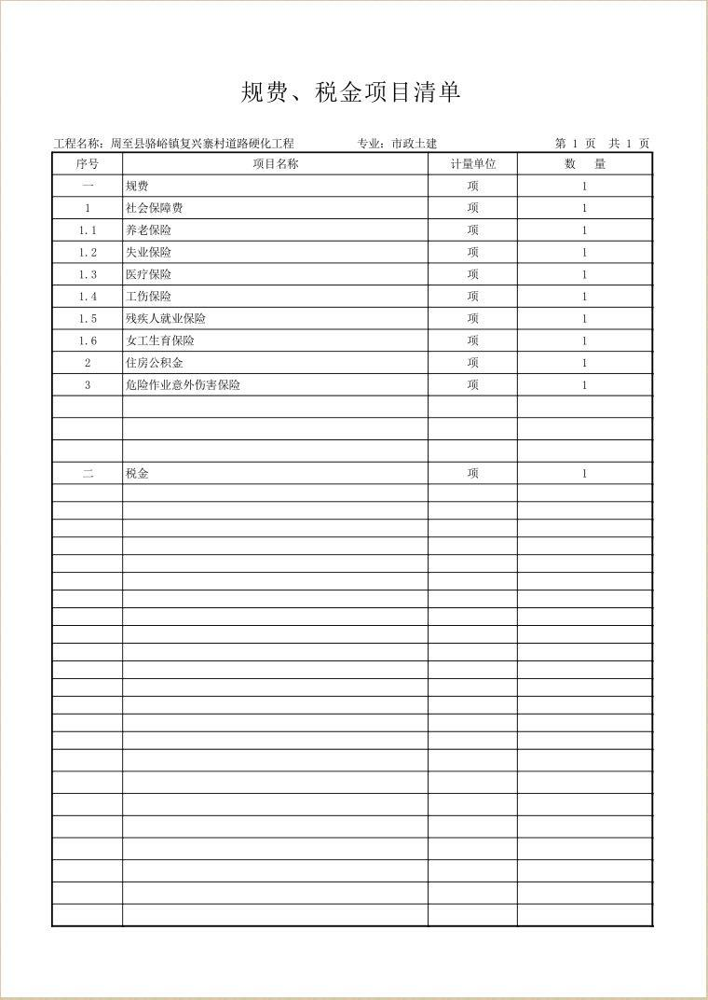 规费、税金项目清单
工程名称：周至县骆峪镇复兴寨村道路硬化工程 专业：市政土建 第 1 页 共 1 页
序号 项目名称 计量单位 数 量
一 规费 项 1
1 社会保障费 项 1
1.1 养老保险 项 1
1.2 失业保险 项 1
1.3 医疗保险 项 1
1.4 工伤保险 项 1
1.5 残疾人就业保险 项 1
1.6 女工生育保险 项 1
2 住房公积金 项 1
3 危险作业意外伤害保险 项 1
二 税金 项 1